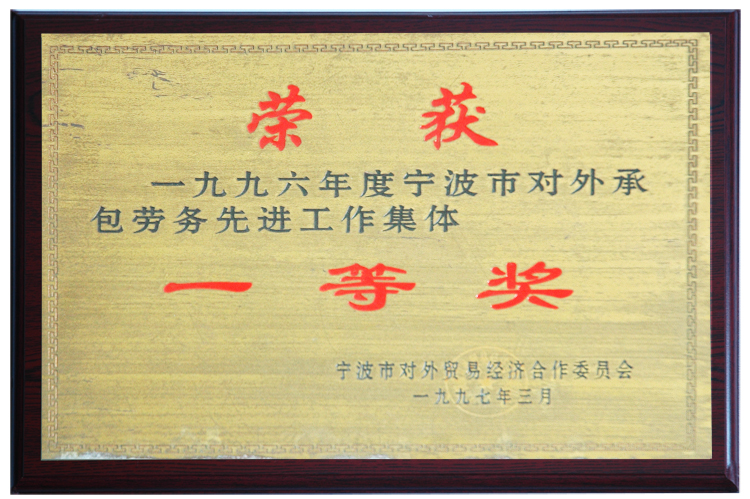 荣获
一九九六年度宁波市对外承
包劳务先进工作集体
一等奖
宁波市对外贸易经济合作委员会
一九九七年三月